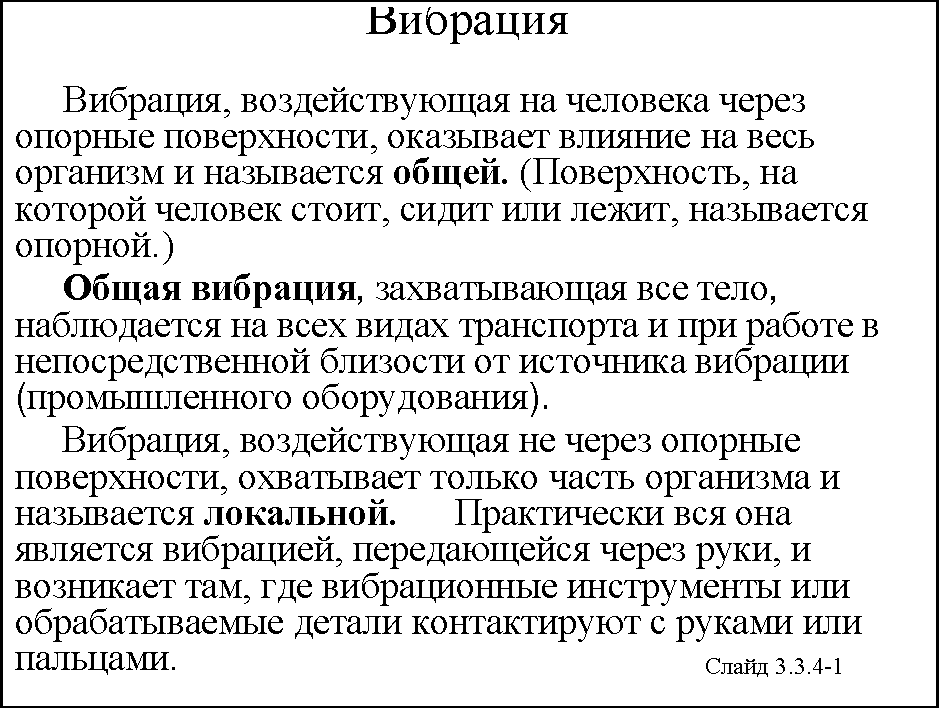 Вибрация
Вибрация, воздействующая на человека через
опорные поверхности, оказывает влияние на весь
организм и называется общей. (Поверхность, на
которой человек стоит, сидит или лежит, называется
опорной.)
Общая вибрация, захватывающая все тело,
наблюдается на всех видах транспорта и при работе в
непосредственной близости от источника вибрации
(промышленного оборудования).
Вибрация, воздействующая не через опорные
поверхности, охватывает только часть организма и
называется локальной. Практически вся она
является вибрацией, передающейся через руки, и
возникает там, где вибрационные инструменты или
обрабатываемые детали контактируют с руками или
пальцами.
Слайд 3.3.4-1